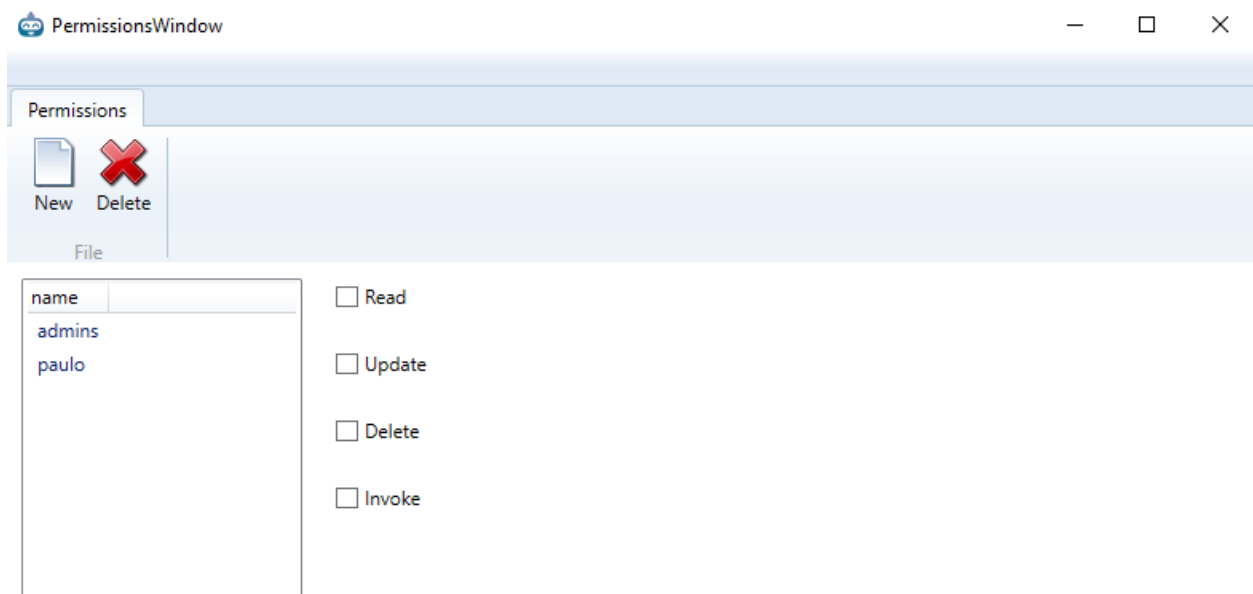 PermissionsWindow
Permissions
New Delete
File
name
admins
paulo
Read
Update
Delete
Invoke